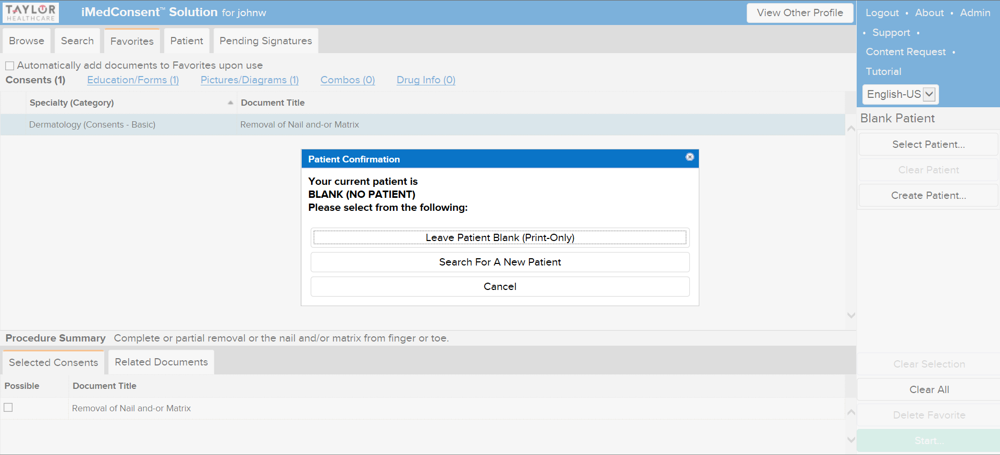 TAYLOR
HEALTHCARE
iMedConsent™ Solution for johnw
View Other Profile
Logout • About • Admin
• Support •
Content Request •
Tutorial
English-US
Browse
Search
Favorites
Patient
Pending Signatures
Automatically add documents to Favorites upon use
Consents (1)
Education/Forms (1)
Pictures/Diagrams (1)
Combos (0)
Drug Info (0)
Specialty (Category)
Document Title
Dermatology (Consents - Basic)
Removal of Nail and-or Matrix
Blank Patient
Select Patient...
Clear Patient
Create Patient...
Patient Confirmation
Your current patient is
BLANK (NO PATIENT)
Please select from the following:
Leave Patient Blank (Print-Only)
Search For A New Patient
Cancel
Procedure Summary Complete or partial removal or the nail and/or matrix from finger or toe.
Selected Consents
Related Documents
Possible
Document Title
Removal of Nail and-or Matrix
Clear Selection
Clear All
Delete Favorite
Start...